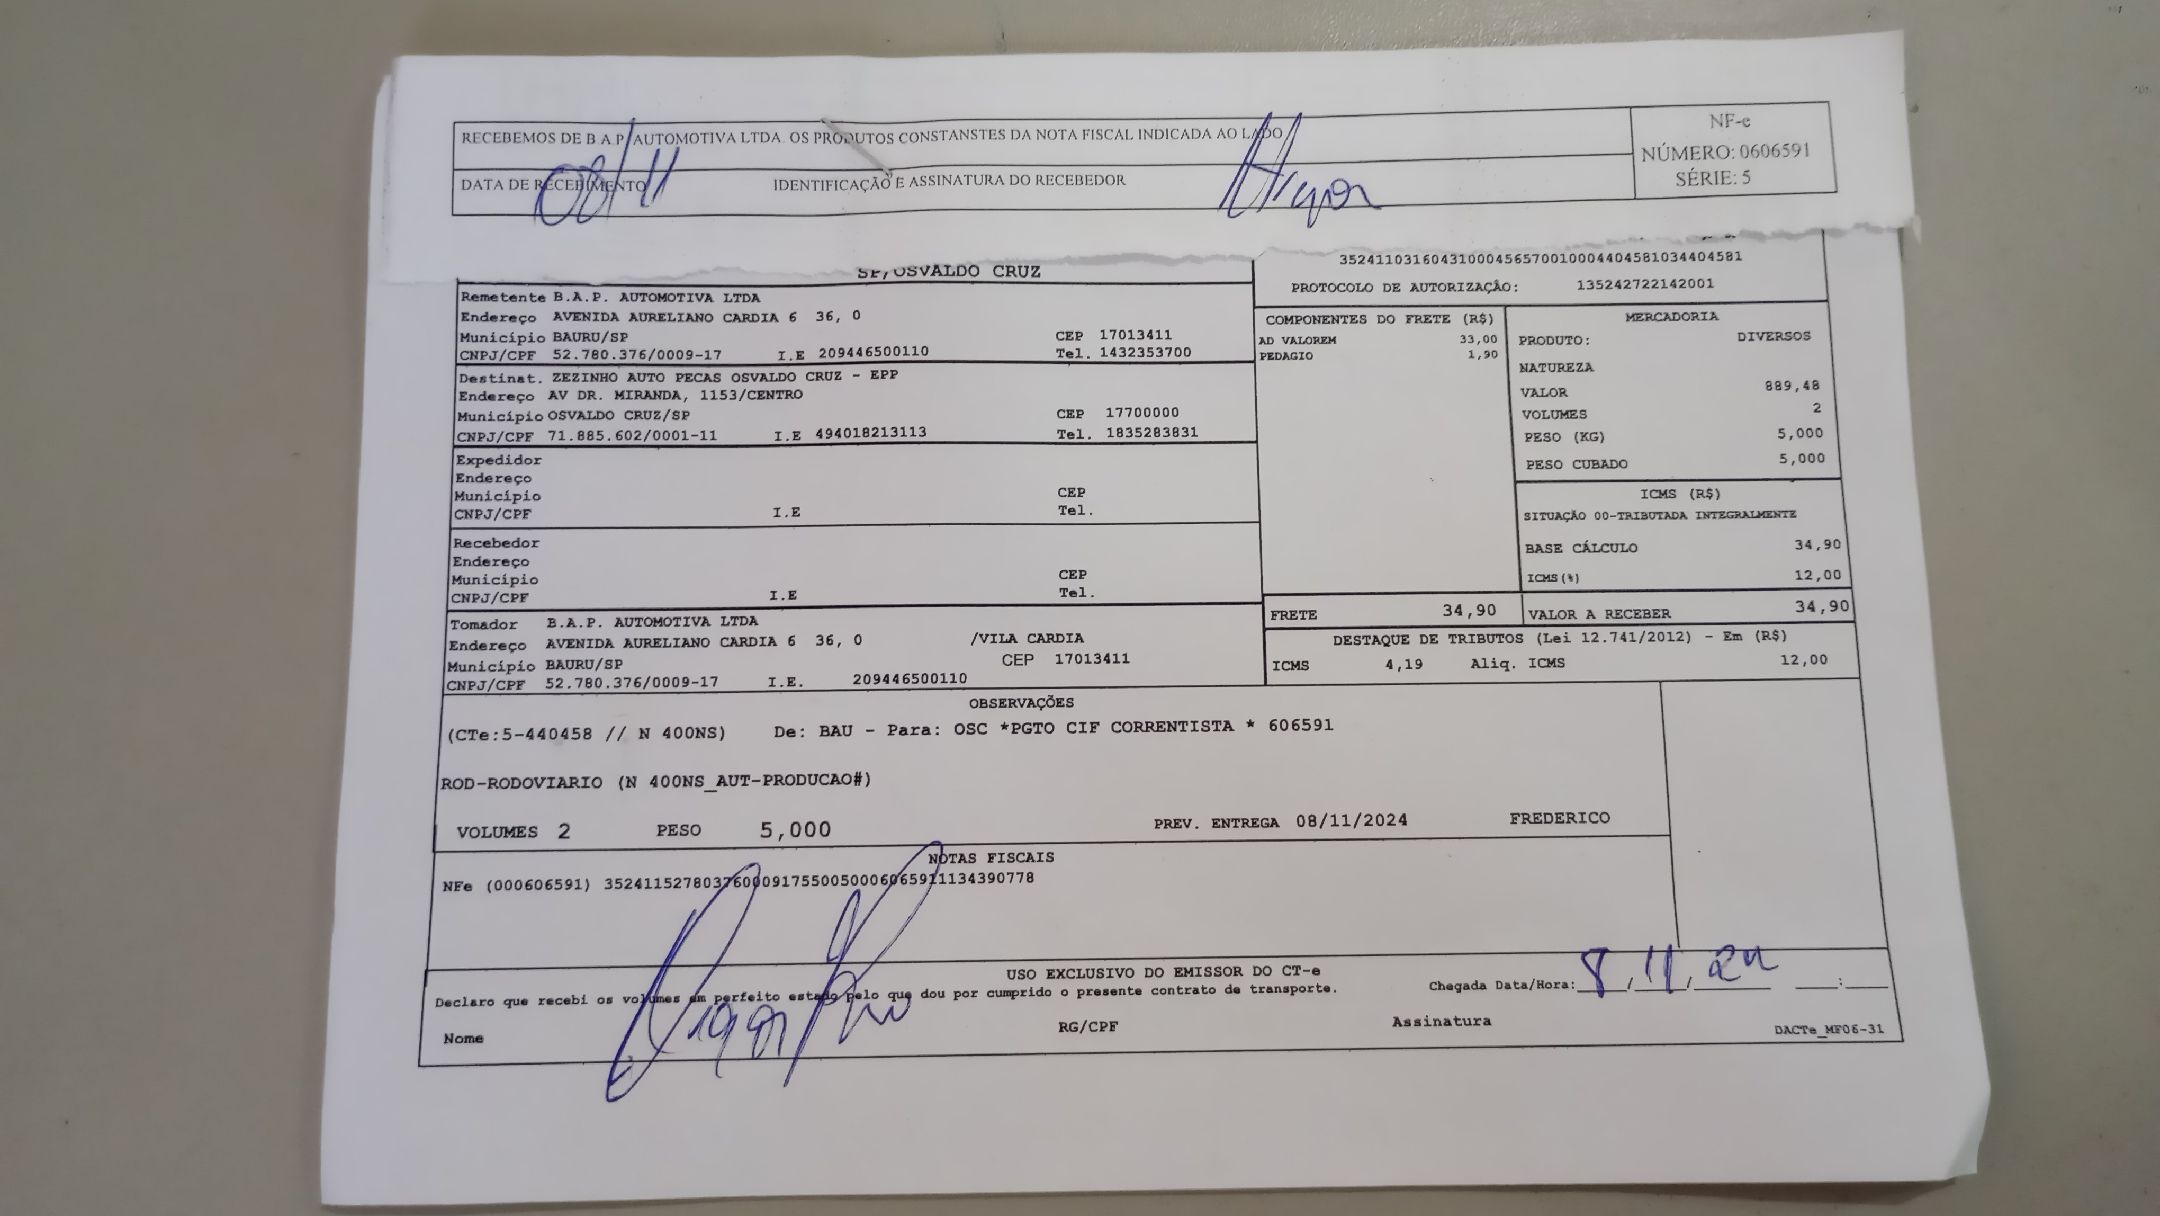 RECEBEMOS DE B.A.P. AUTOMOTIVA LTDA. OS PRODUTOS CONSTANSTES DA NOTA FISCAL INDICADA AO LADO
DATA DE RECEBIMENTO IDENTIFICAÇÃO E ASSINATURA DO RECEBEDOR
08/11
NF-e
NÚMERO: 0606591
SÉRIE: 5
SP/OSVALDO CRUZ
35241103160431000456570010004404581034404581
PROTOCOLO DE AUTORIZAÇÃO: 135242722142001
Remetente B.A.P. AUTOMOTIVA LTDA
Endereço AVENIDA AURELIANO CARDIA 6 36, 0
Município BAURU/SP CEP 17013411
CNPJ/CPF 52.780.376/0009-17 I.E 209446500110 Tel. 1432353700
Destinat. ZEZINHO AUTO PECAS OSVALDO CRUZ - EPP
Endereço AV DR. MIRANDA, 1153/CENTRO
Município OSVALDO CRUZ/SP CEP 17700000
CNPJ/CPF 71.885.602/0001-11 I.E 494018213113 Tel. 1835283831
Expedidor
Endereço
Município CEP
CNPJ/CPF I.E Tel.
Recebedor
Endereço
Município CEP
CNPJ/CPF I.E Tel.
Tomador B.A.P. AUTOMOTIVA LTDA
Endereço AVENIDA AURELIANO CARDIA 6 36, 0 /VILA CARDIA
Município BAURU/SP CEP 17013411
CNPJ/CPF 52.780.376/0009-17 I.E. 209446500110
COMPONENTES DO FRETE (R$)
AD VALOREM 33,00
PEDAGIO 1,90
MERCADORIA
PRODUTO: DIVERSOS
NATUREZA
VALOR 889,48
VOLUMES 2
PESO (KG) 5,000
PESO CUBADO 5,000
ICMS (R$)
SITUAÇÃO 00-TRIBUTADA INTEGRALMENTE
BASE CÁLCULO 34,90
ICMS(%) 12,00
FRETE 34,90 VALOR A RECEBER 34,90
DESTAQUE DE TRIBUTOS (Lei 12.741/2012) - Em (R$)
ICMS 4,19 Aliq. ICMS 12,00
OBSERVAÇÕES
(CTe:5-440458 // N 400NS) De: BAU - Para: OSC *PGTO CIF CORRENTISTA * 606591
ROD-RODOVIARIO (N 400NS_AUT-PRODUCAO#)
VOLUMES 2 PESO 5,000 PREV. ENTREGA 08/11/2024 FREDERICO
NOTAS FISCAIS
NFe (000606591) 35241152780376000917550050006065911134390778
USO EXCLUSIVO DO EMISSOR DO CT-e
Declaro que recebi os volumes em perfeito estado pelo que dou por cumprido o presente contrato de transporte. Chegada Data/Hora: 8/11/24 __:__
Nome RG/CPF Assinatura DACTe_MF06-31